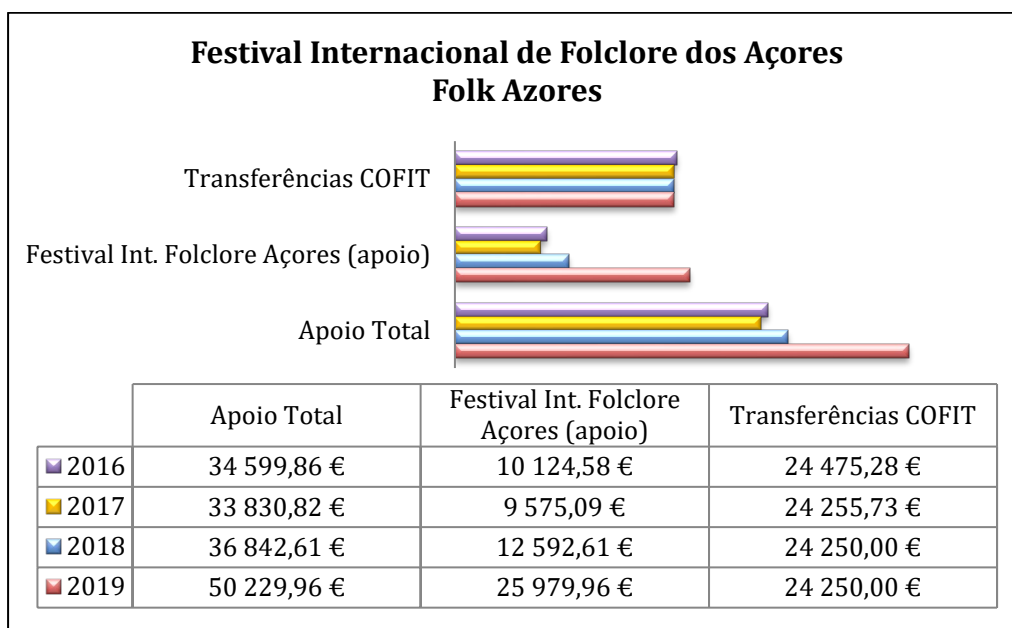 Festival Internacional de Folclore dos Açores
Folk Azores
Transferências COFIT
Festival Int. Folclore Açores (apoio)
Apoio Total
Apoio Total Festival Int. Folclore Açores (apoio) Transferências COFIT
2016 34 599,86 € 10 124,58 € 24 475,28 €
2017 33 830,82 € 9 575,09 € 24 255,73 €
2018 36 842,61 € 12 592,61 € 24 250,00 €
2019 50 229,96 € 25 979,96 € 24 250,00 €